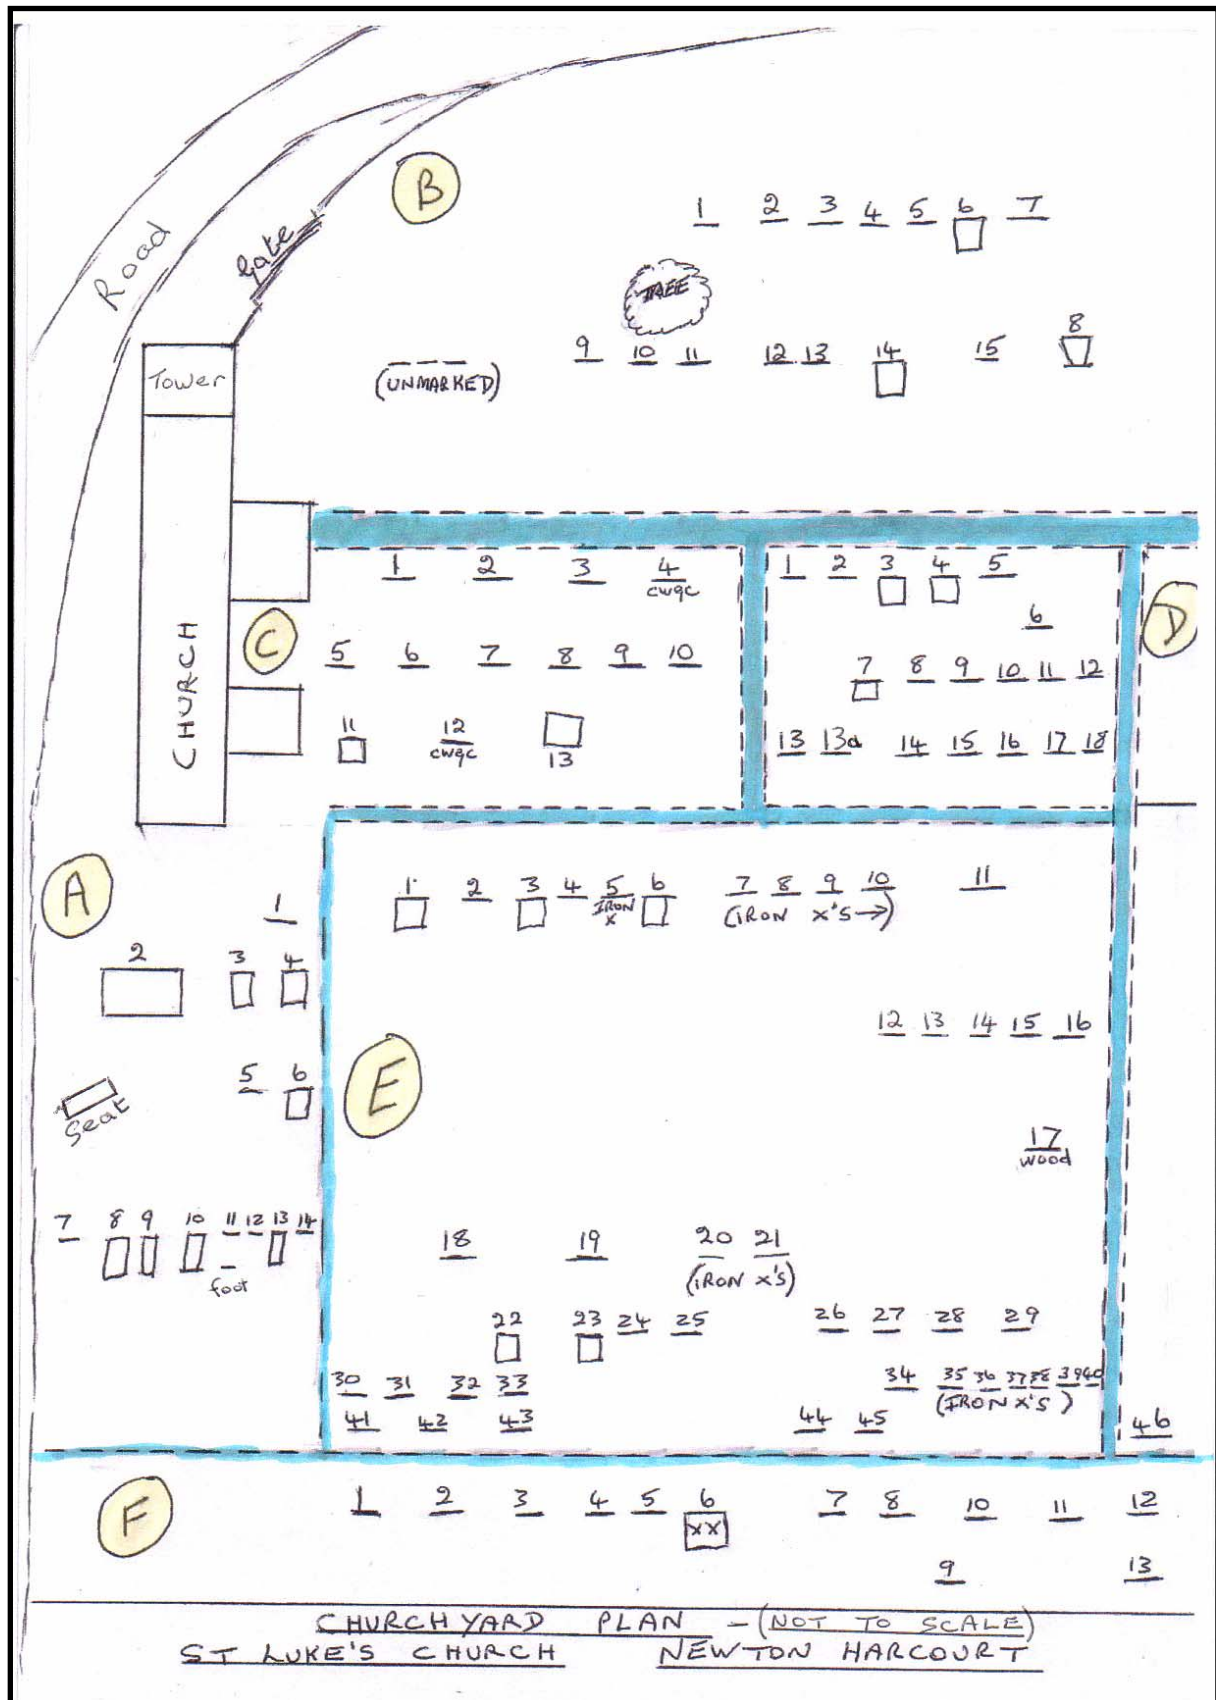 Road
Gate
B
1 2 3 4 5 6 7
TREE
8
9 10 11 12 13 14 15
(UNMARKED)
Tower
CHURCH
1 2 3 4
cwgc
1 2 3 4 5
C
D
6
5 6 7 8 9 10
7 8 9 10 11 12
11 12 13
cwgc
13 13a 14 15 16 17 18
A
1
2 3 4
5 6
Seat
7 8 9 10 11 12 13 14
foot
E
1 2 3 4 5 6 7 8 9 10 11
IRON
X
(IRON X'S→)
12 13 14 15 16
17
wood
18 19 20 21
(IRON X'S)
22 23 24 25 26 27 28 29
30 31 32 33 34 35 36 37 38 39 40
(IRON X'S)
41 42 43 44 45 46
F
1 2 3 4 5 6 7 8 10 11 12
XX
9 13
CHURCHYARD PLAN - (NOT TO SCALE)
ST LUKE'S CHURCH NEWTON HARCOURT